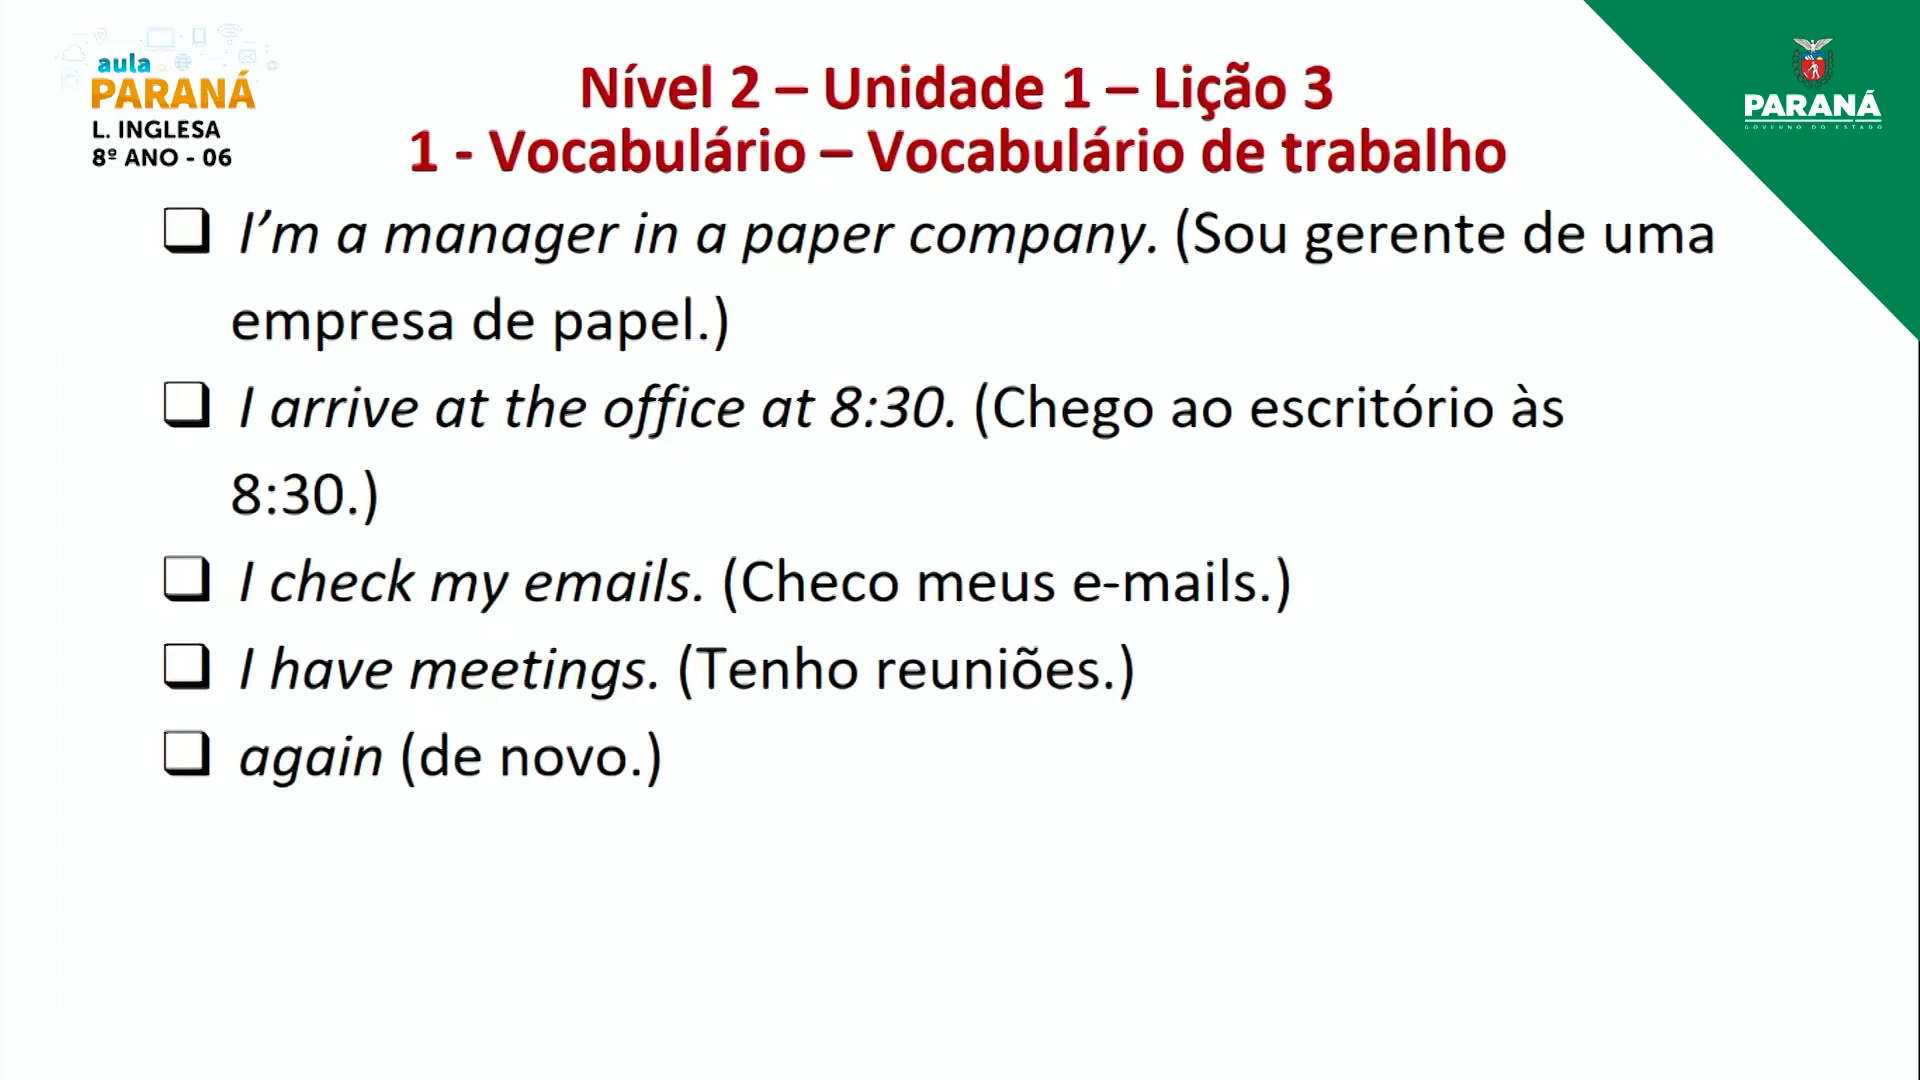 aula
PARANÁ
L. INGLESA
8º ANO - 06
Nível 2 – Unidade 1 – Lição 3
1 - Vocabulário – Vocabulário de trabalho
PARANÁ
GOVERNO DO ESTADO
I’m a manager in a paper company. (Sou gerente de uma
empresa de papel.)
I arrive at the office at 8:30. (Chego ao escritório às
8:30.)
I check my emails. (Checo meus e-mails.)
I have meetings. (Tenho reuniões.)
again (de novo.)